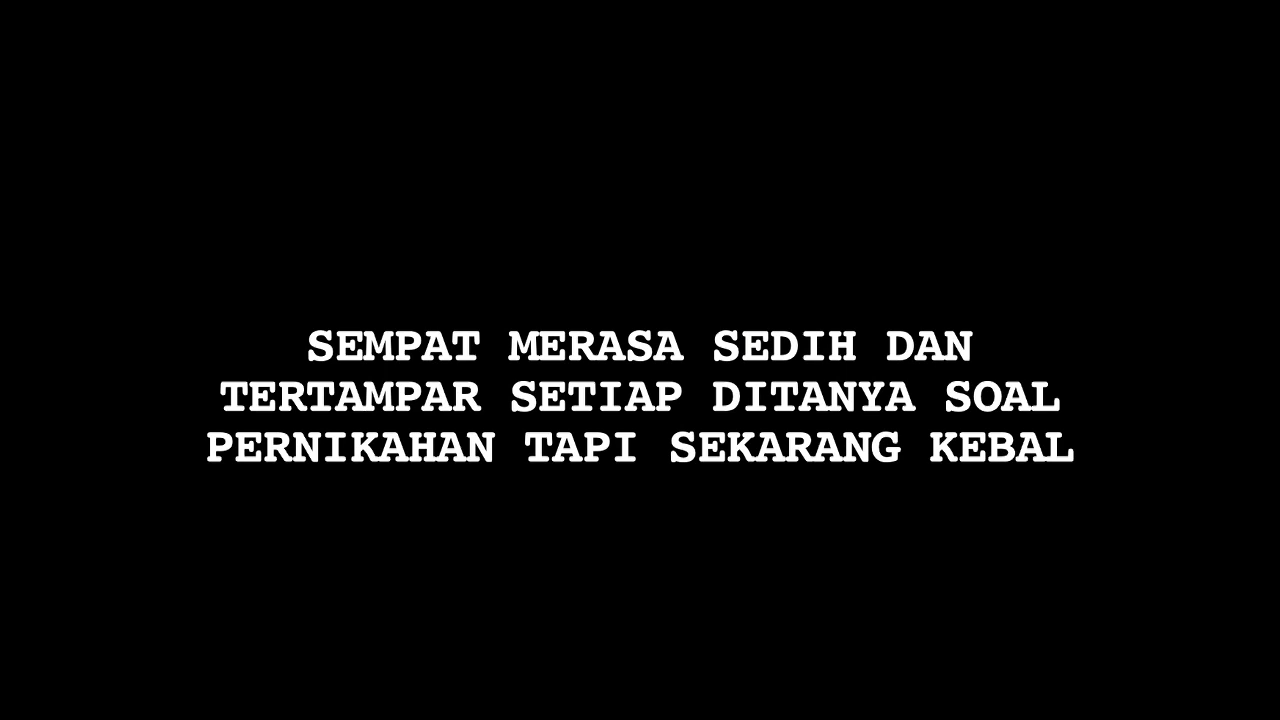 SEMPAT MERASA SEDIH DAN
TERTAMPAR SETIAP DITANYA SOAL
PERNIKAHAN TAPI SEKARANG KEBAL